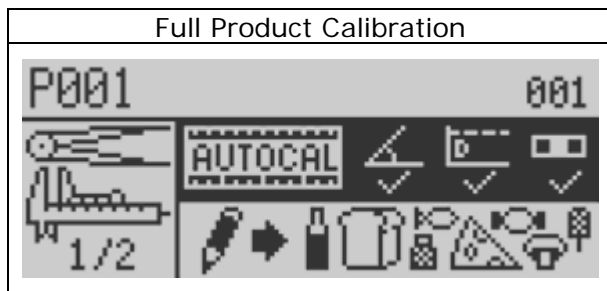 Full Product Calibration
P001 001
AUTOCAL
D
1/2